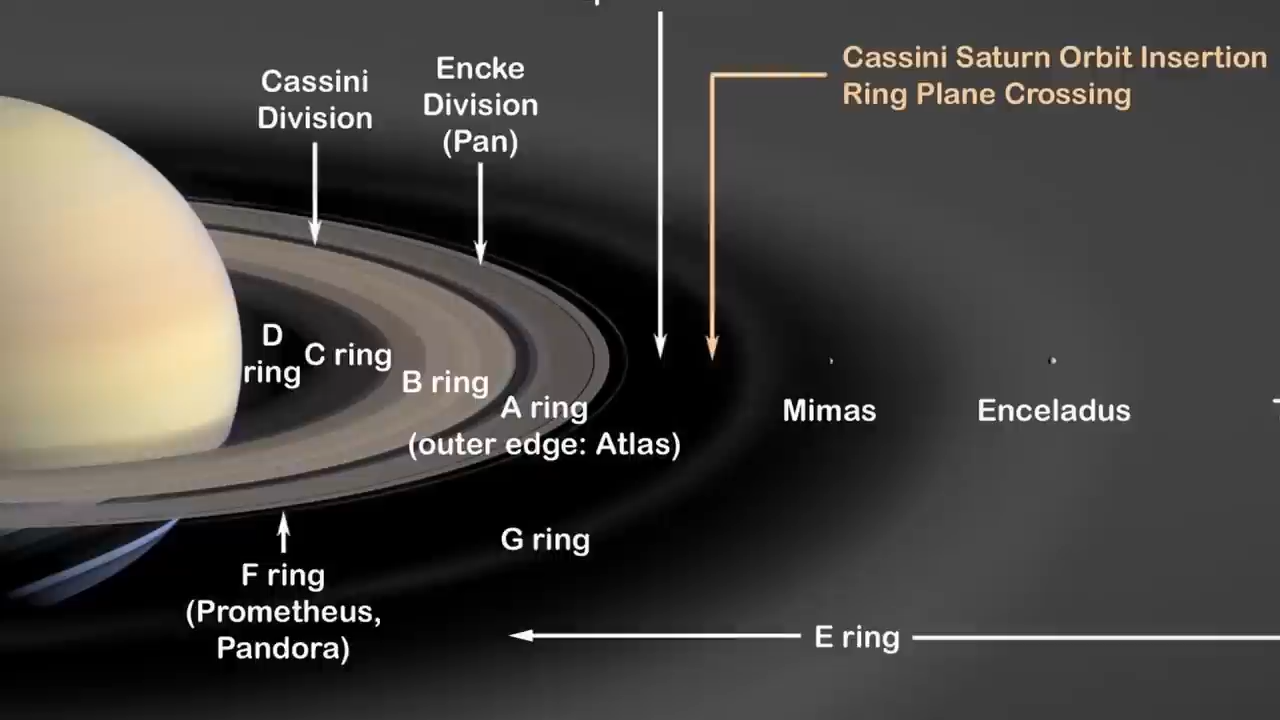 Cassini Saturn Orbit Insertion
Ring Plane Crossing
Cassini
Division
Encke
Division
(Pan)
D
ring
C ring
B ring
A ring
(outer edge: Atlas)
Mimas
Enceladus
G ring
F ring
(Prometheus,
Pandora)
E ring